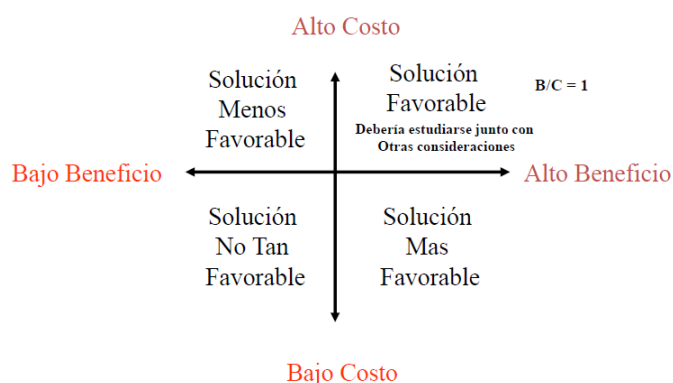 Alto Costo
Solución
Menos
Favorable
Solución
Favorable
Debería estudiarse junto con
Otras consideraciones
B/C = 1
Bajo Beneficio
Alto Beneficio
Solución
No Tan
Favorable
Solución
Mas
Favorable
Bajo Costo